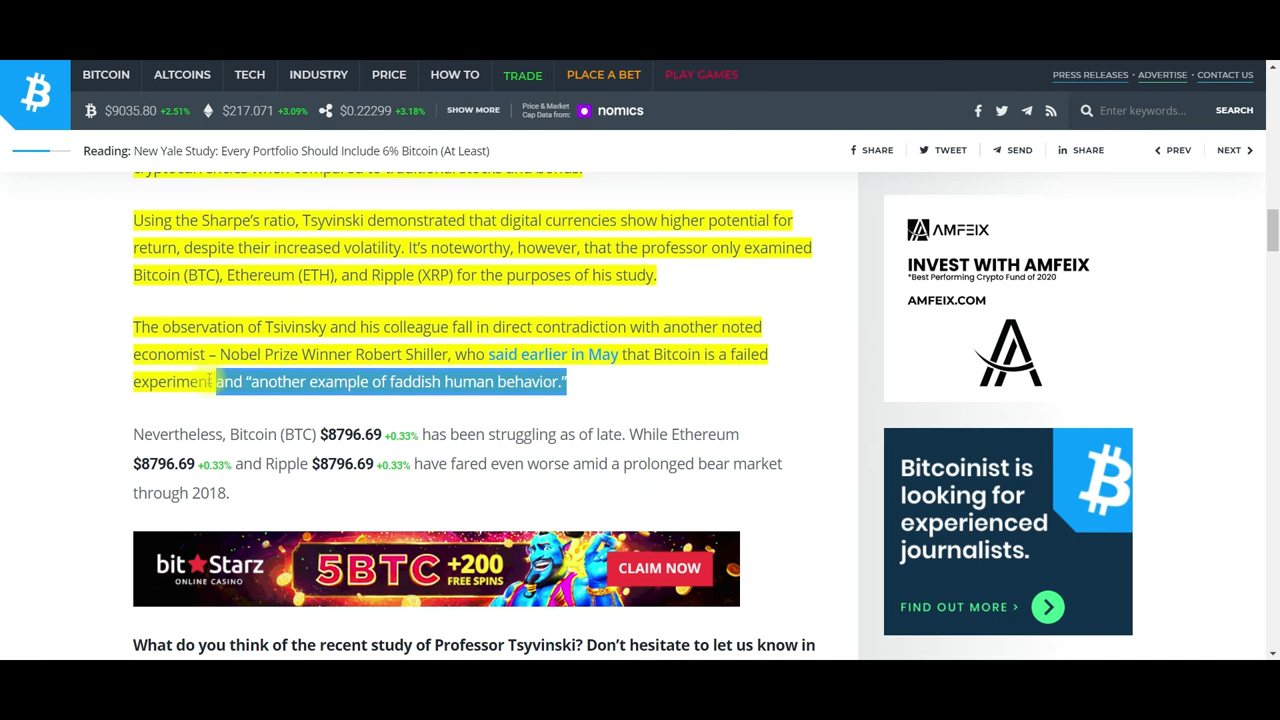 BITCOIN ALTCOINS TECH INDUSTRY PRICE HOW TO TRADE PLACE A BET PLAY GAMES PRESS RELEASES • ADVERTISE • CONTACT US
$9035.80 +2.51% $217.071 +3.09% $0.22299 +3.18% SHOW MORE Price & Market Cap Data from: nomics Enter keywords... SEARCH
Reading: New Yale Study: Every Portfolio Should Include 6% Bitcoin (At Least) SHARE TWEET SEND SHARE PREV NEXT
cryptocurrencies when compared to traditional stocks and bonds.
Using the Sharpe's ratio, Tsyvinski demonstrated that digital currencies show higher potential for
return, despite their increased volatility. It's noteworthy, however, that the professor only examined
Bitcoin (BTC), Ethereum (ETH), and Ripple (XRP) for the purposes of his study.
The observation of Tsivinsky and his colleague fall in direct contradiction with another noted
economist – Nobel Prize Winner Robert Shiller, who said earlier in May that Bitcoin is a failed
experiment and “another example of faddish human behavior.”
Nevertheless, Bitcoin (BTC) $8796.69 +0.33% has been struggling as of late. While Ethereum
$8796.69 +0.33% and Ripple $8796.69 +0.33% have fared even worse amid a prolonged bear market
through 2018.
bitStarz
ONLINE CASINO
5BTC +200
FREE SPINS
CLAIM NOW
What do you think of the recent study of Professor Tsyvinski? Don't hesitate to let us know in
AMFEIX
INVEST WITH AMFEIX
*Best Performing Crypto Fund of 2020
AMFEIX.COM
Bitcoinist is
looking for
experienced
journalists.
FIND OUT MORE >